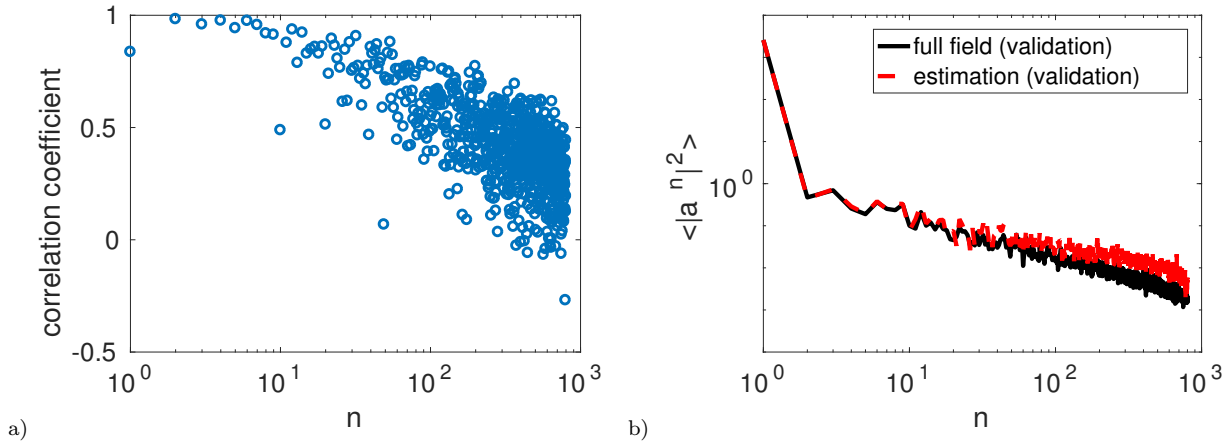 1
0.5
0
-0.5
correlation coefficient
10^0
10^1
10^2
10^3
n
a)
full field (validation)
estimation (validation)
<|a^n|^2>
10^0
10^0
10^1
10^2
10^3
n
b)